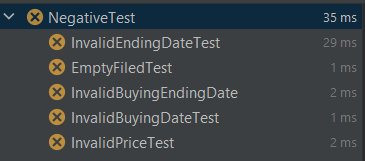 NegativeTest 35 ms
InvalidEndingDateTest 29 ms
EmptyFiledTest 1 ms
InvalidBuyingEndingDate 2 ms
InvalidBuyingDateTest 1 ms
InvalidPriceTest 2 ms